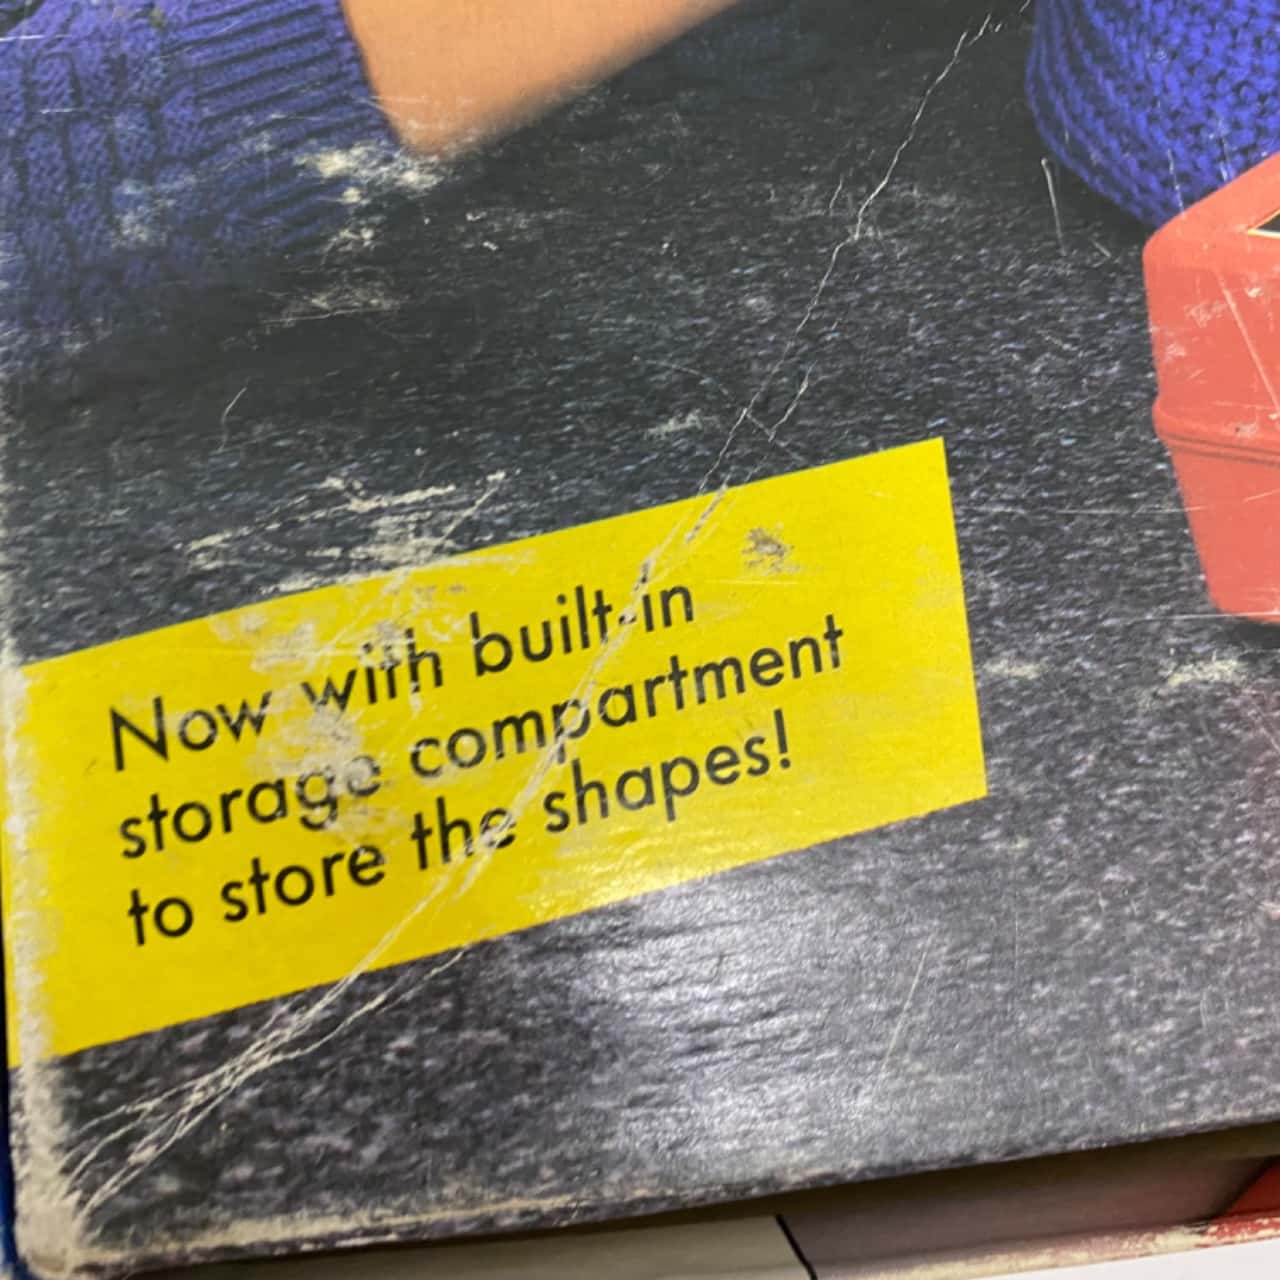 Now with built-in
storage compartment
to store the shapes!